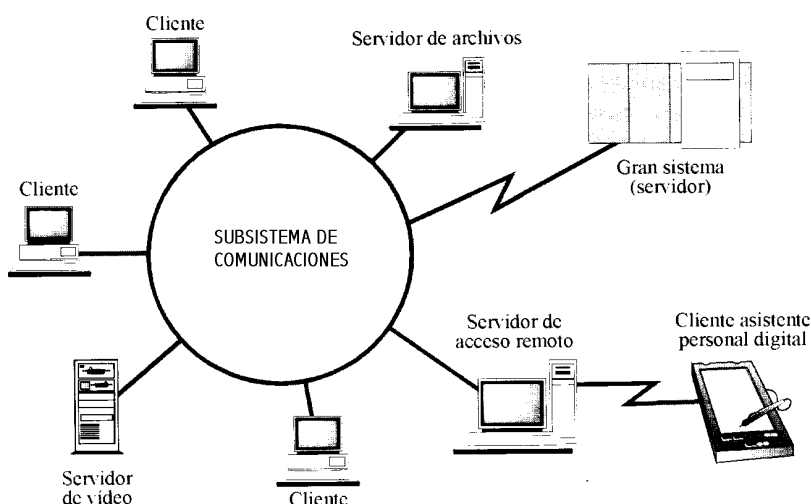 Cliente
Servidor de archivos
Gran sistema
(servidor)
Cliente
SUBSISTEMA DE
COMUNICACIONES
Servidor de
acceso remoto
Cliente asistente
personal digital
Servidor
de vídeo
Cliente